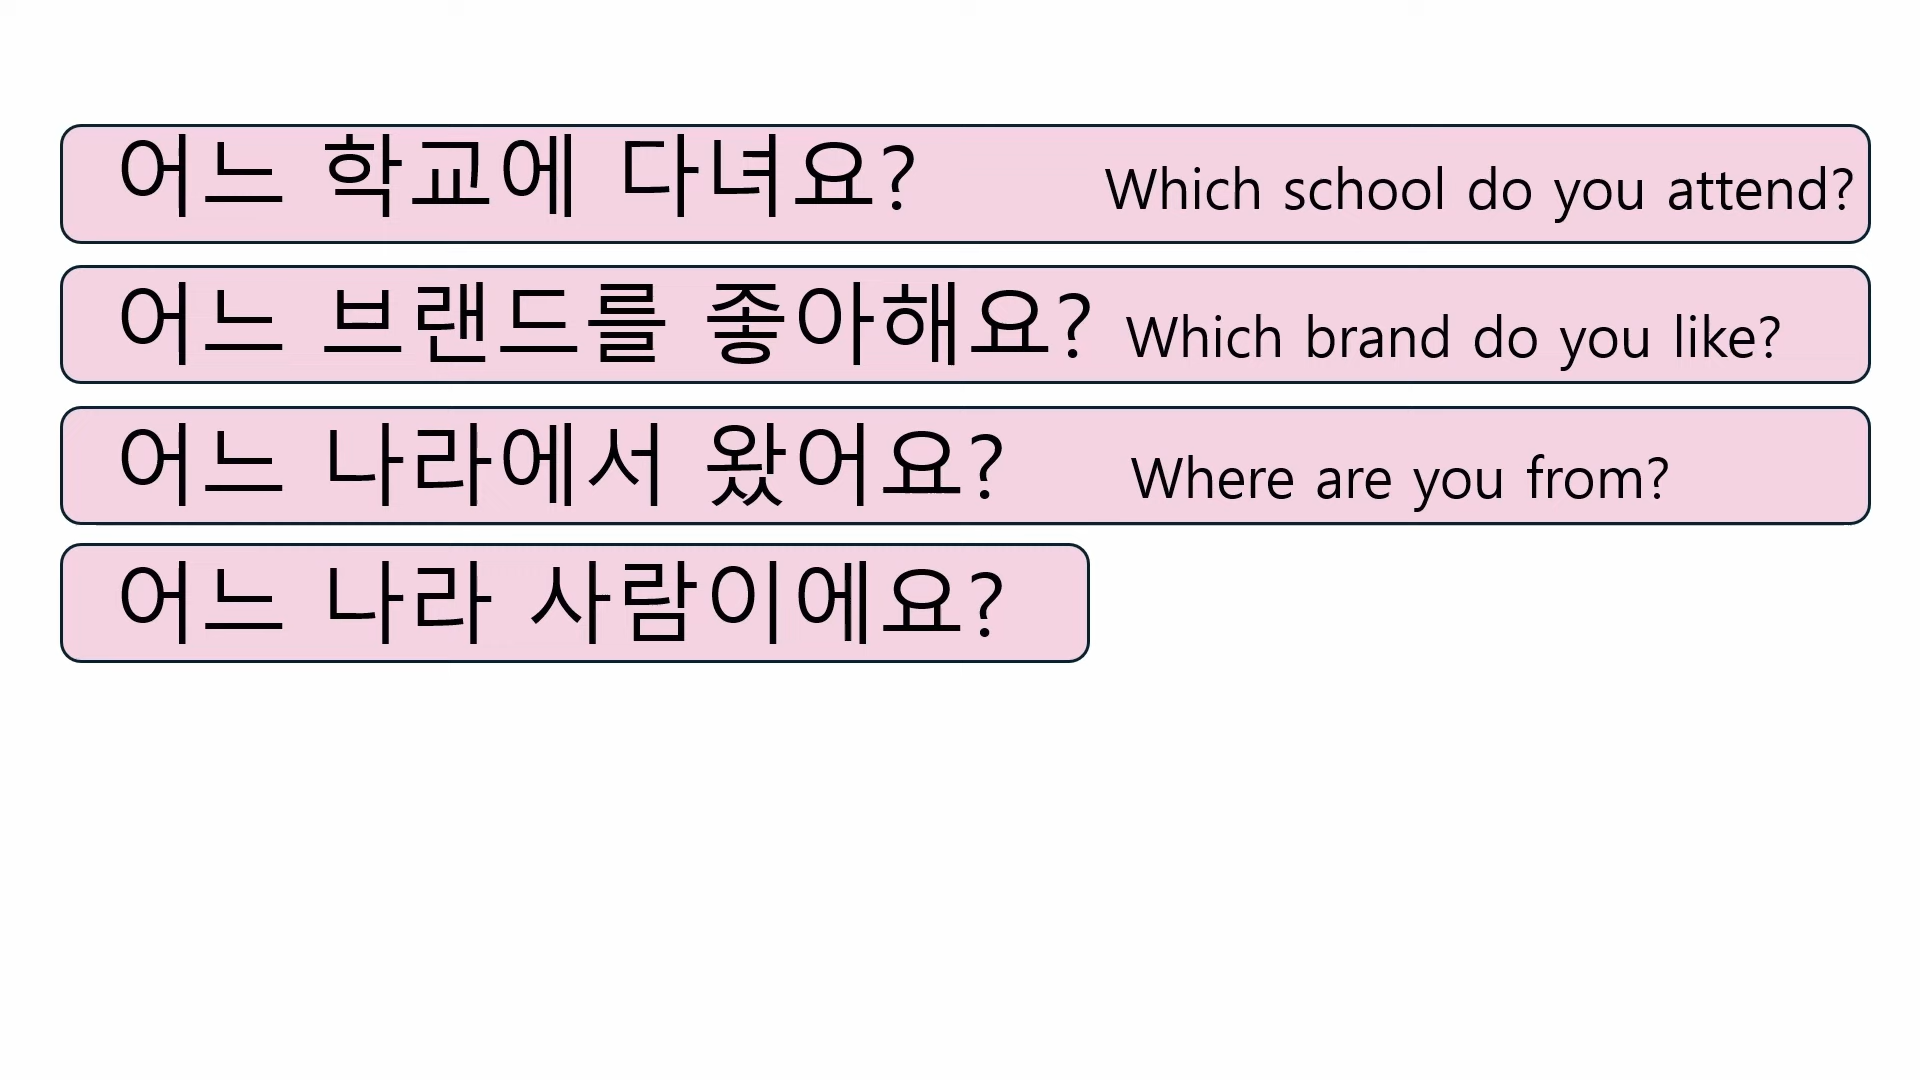 어느 학교에 다녀요? Which school do you attend?
어느 브랜드를 좋아해요? Which brand do you like?
어느 나라에서 왔어요? Where are you from?
어느 나라 사람이에요?